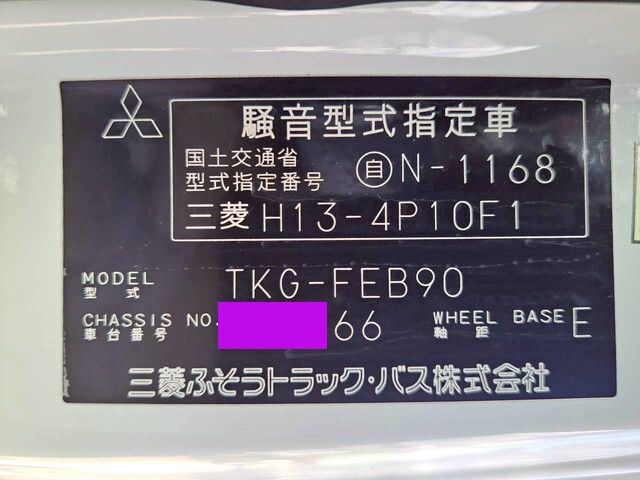 騒音型式指定車
国土交通省
型式指定番号 自 N-1168
三菱 H13-4P10F1
MODEL TKG-FEB90
型式
CHASSIS NO. 66 WHEEL BASE E
車台番号 軸距
三菱ふそうトラック・バス株式会社